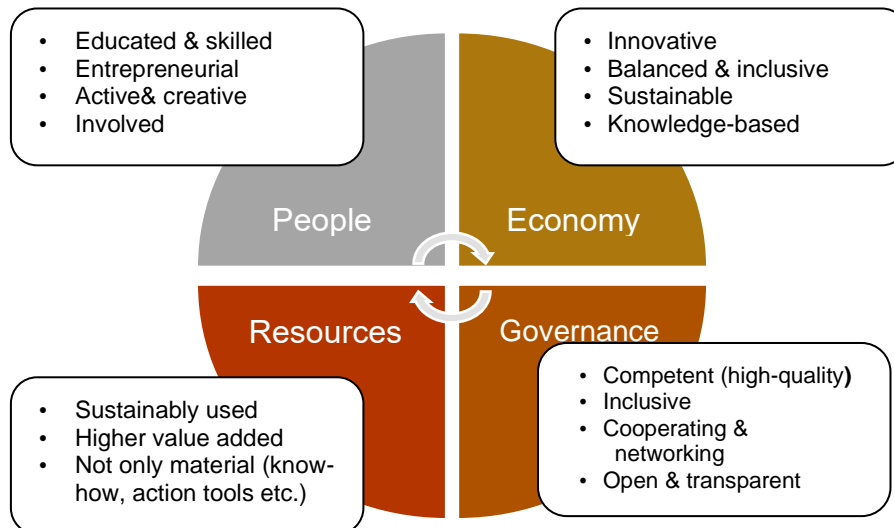 • Educated & skilled
• Entrepreneurial
• Active& creative
• Involved
• Innovative
• Balanced & inclusive
• Sustainable
• Knowledge-based
People
Economy
Resources
Governance
• Sustainably used
• Higher value added
• Not only material (know-
how, action tools etc.)
• Competent (high-quality)
• Inclusive
• Cooperating &
networking
• Open & transparent